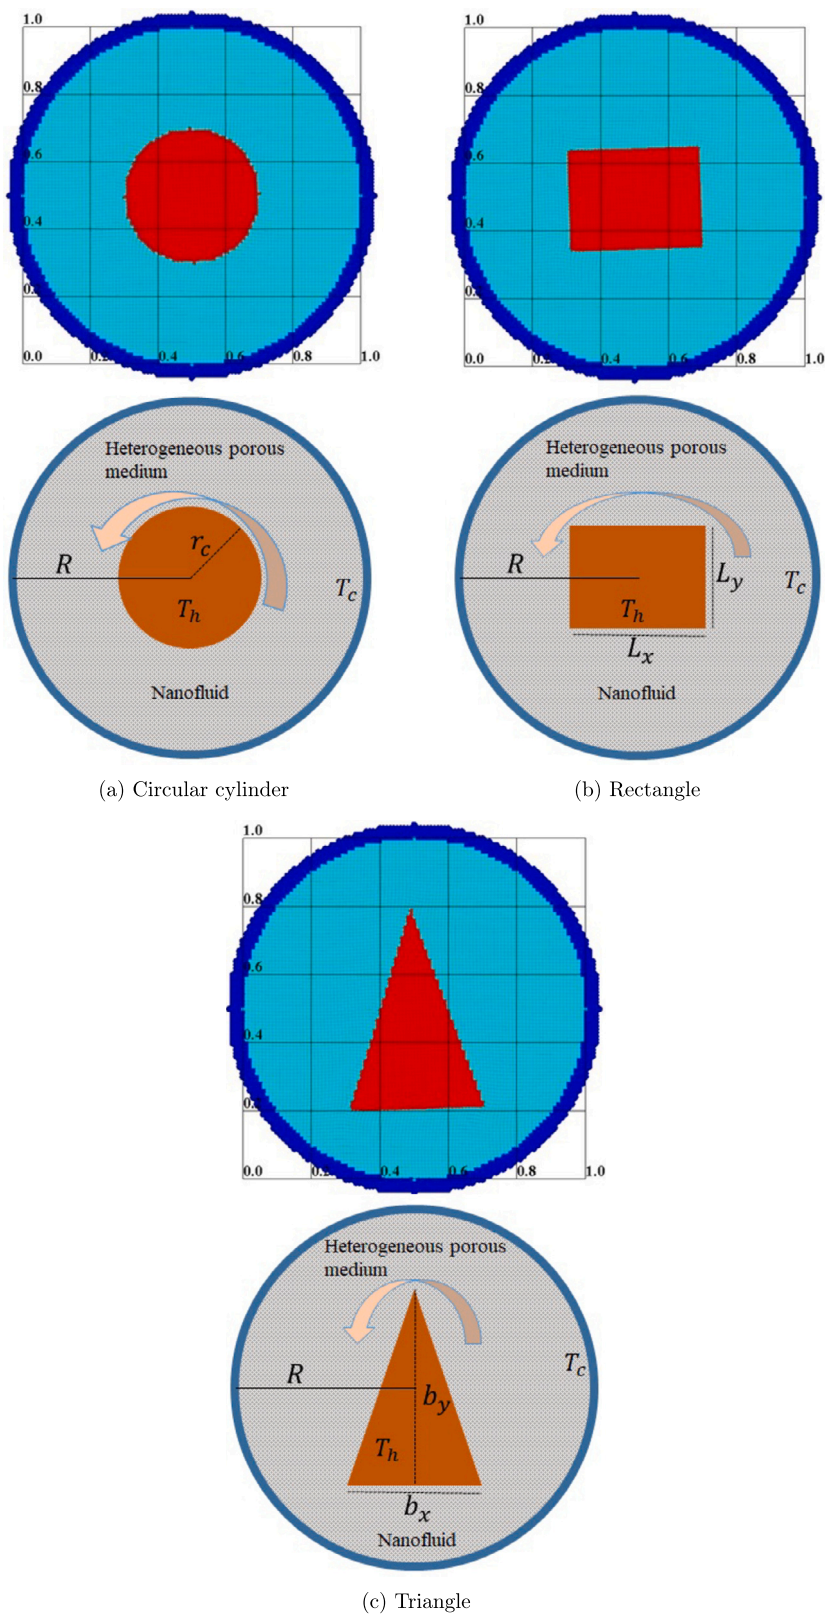 1.0
0.8
0.6
0.4
0.0
0.4
0.6
0.8
1.0
1.0
0.8
0.6
0.4
0.0
0.4
0.6
0.8
1.0
Heterogeneous porous
medium
R
r_c
T_h
T_c
Nanofluid
Heterogeneous porous
medium
R
L_y
T_c
T_h
L_x
Nanofluid
(a) Circular cylinder
(b) Rectangle
1.0
0.8
0.6
0.4
0.0
0.4
0.6
0.8
1.0
Heterogeneous porous
medium
T_c
R
b_y
T_h
b_x
Nanofluid
(c) Triangle